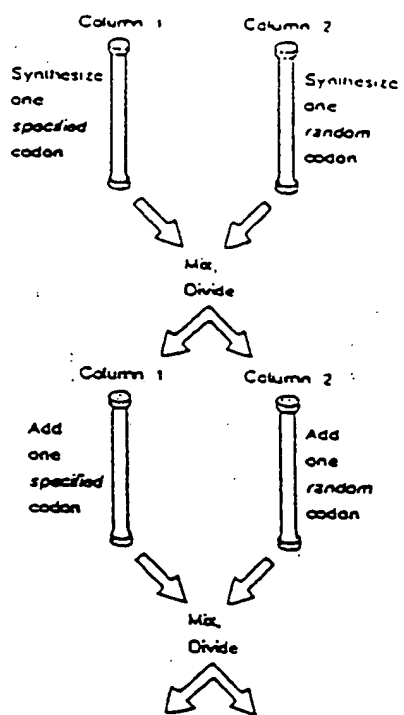 Column 1
Column 2
Synthesize
one
specified
codon
Synthesize
one
random
codon
Mix,
Divide
Column 1
Column 2
Add
one
specified
codon
Add
one
random
codon
Mix,
Divide